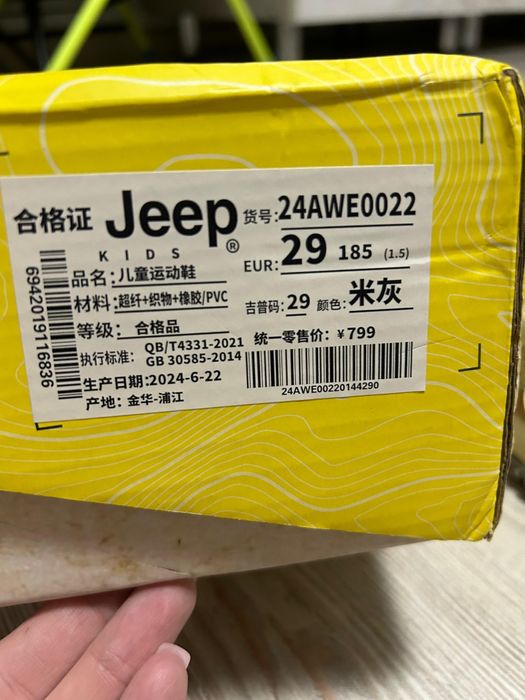 合格证 Jeep®
KIDS
货号:24AWE0022
EUR: 29 185 (1.5)
品名:儿童运动鞋
材料:超纤+织物+橡胶/PVC
吉普码:29 颜色:米灰
等级: 合格品
统一零售价:¥799
执行标准: QB/T4331-2021
GB 30585-2014
生产日期:2024-6-22
产地: 金华-浦江
24AWE00220144290
6942019116836